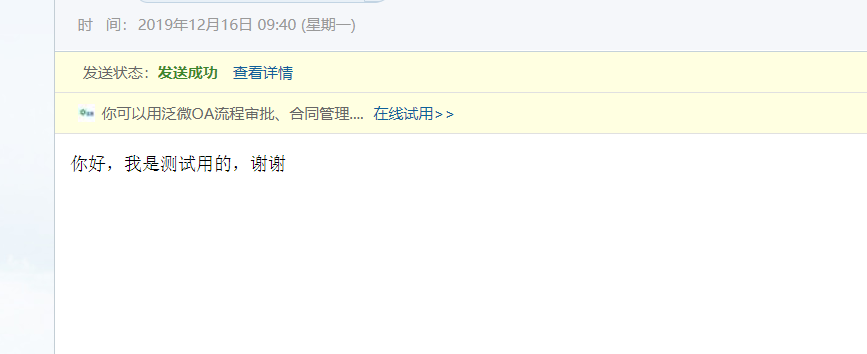 时 间：2019年12月16日 09:40 (星期一)
发送状态：发送成功 查看详情
你可以用泛微OA流程审批、合同管理.... 在线试用>>
你好，我是测试用的，谢谢